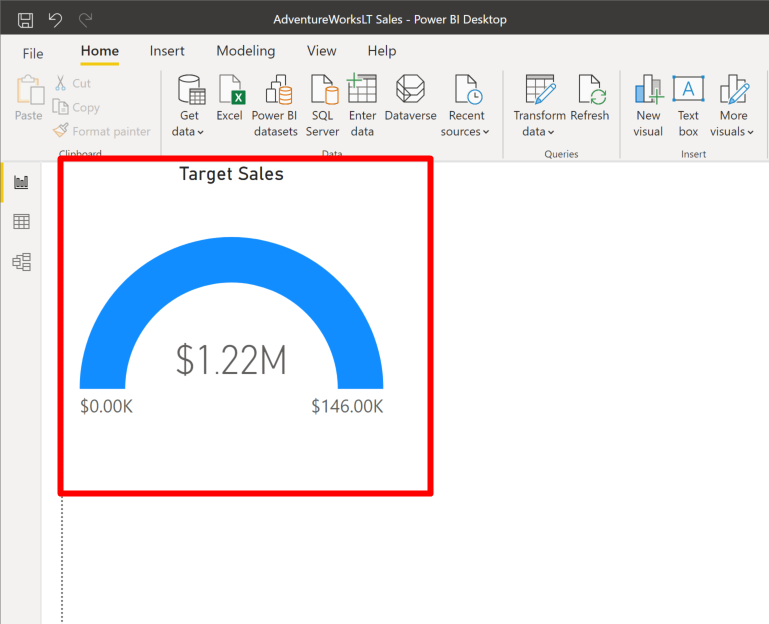 AdventureWorksLT Sales - Power BI Desktop
File Home Insert Modeling View Help
Paste
Cut
Copy
Format painter
Clipboard
Get data
Excel
Power BI datasets
SQL Server
Enter data
Dataverse
Recent sources
Data
Transform data
Refresh
Queries
New visual
Text box
More visuals
Insert
Target Sales
$1.22M
$0.00K $146.00K